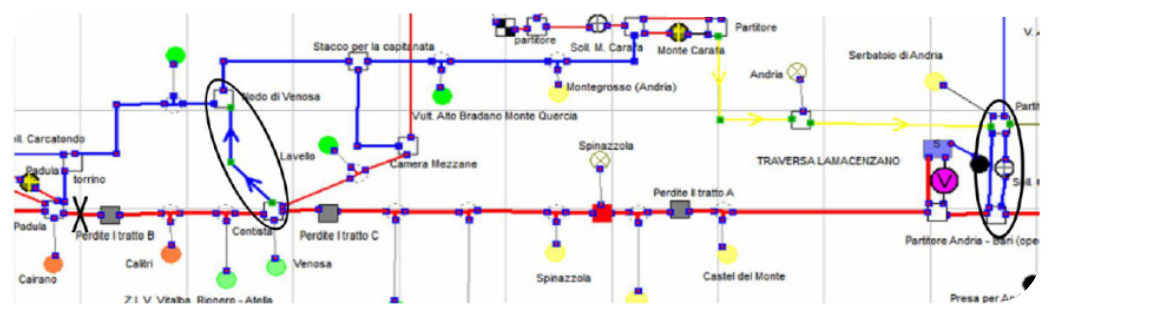 Partitore
V.
partitore
Soll. M. Carafa
Monte Carafa
Stacco per la capitanata
Serbatoio di Andria
Andria
Montegrosso (Andria)
Nodo di Venosa
Vult. Alto Bradano Monte Quercia
Carcatondo
Lavello
Camera Mezzane
Spinazzola
TRAVERSA LAMACENZANO
S
Padula
torrino
V
Perdite II tratto A
Padula
Perdite I tratto B
Contista
Perdite I tratto C
Partitore Andria - Bari (ope
Cairano
Calitri
Venosa
Spinazzola
Castel del Monte
Z.I. V. Vitalba, Rionero - Atella
Presa per